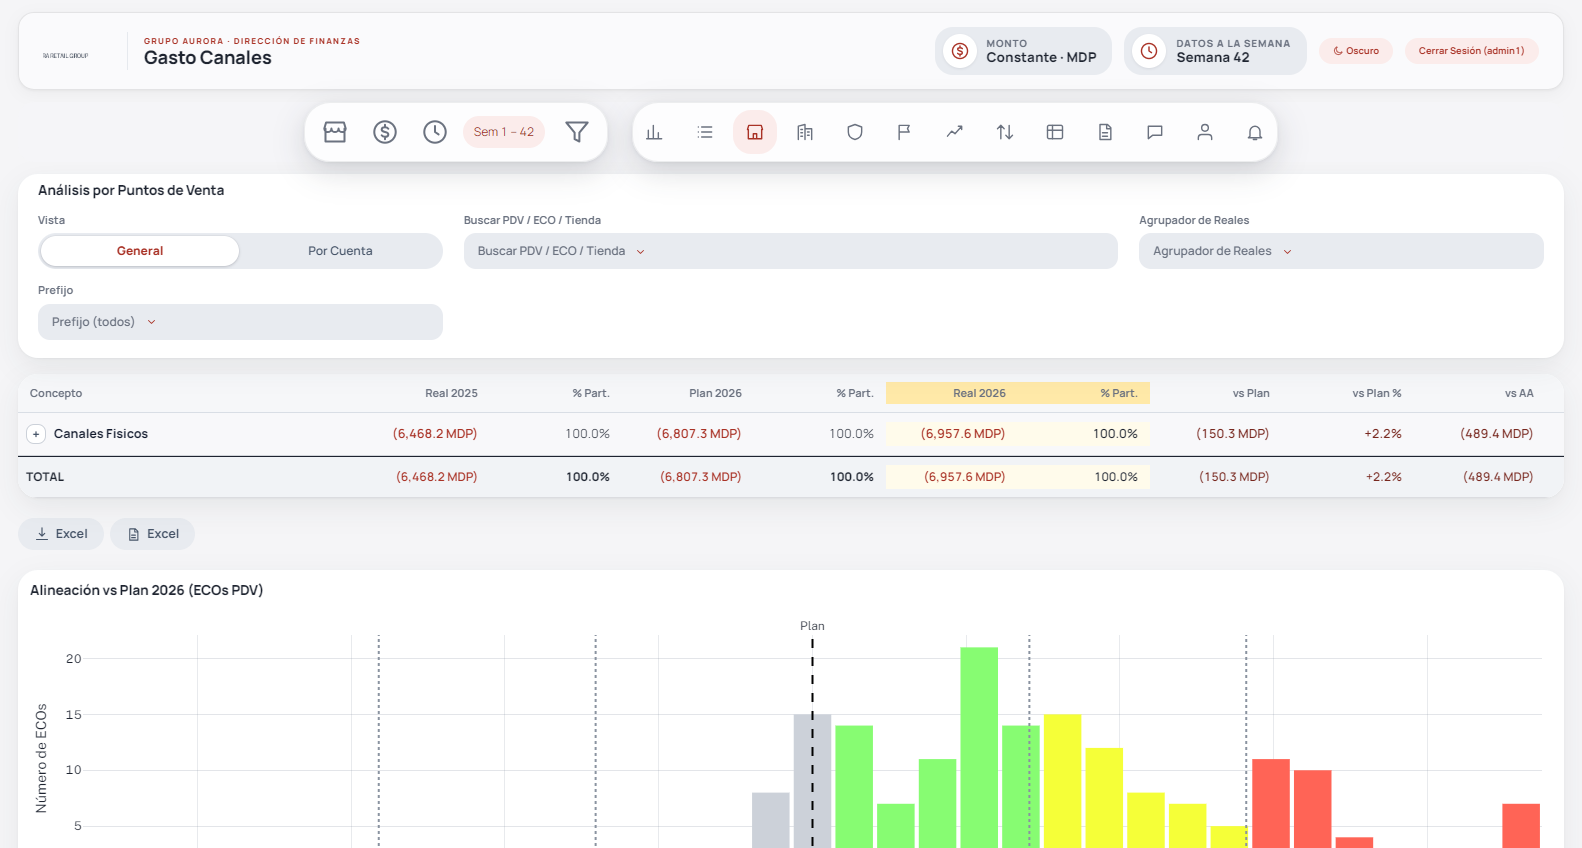 RETAIL GROUP
GRUPO AURORA · DIRECCIÓN DE FINANZAS
Gasto Canales
MONTO
Constante · MDP
DATOS A LA SEMANA
Semana 42
Oscuro
Cerrar Sesión (admin1)
Sem 1 – 42
Análisis por Puntos de Venta
Vista
General
Por Cuenta
Buscar PDV / ECO / Tienda
Buscar PDV / ECO / Tienda
Agrupador de Reales
Agrupador de Reales
Prefijo
Prefijo (todos)
Concepto Real 2025 % Part. Plan 2026 % Part. Real 2026 % Part. vs Plan vs Plan % vs AA
+ Canales Fisicos (6,468.2 MDP) 100.0% (6,807.3 MDP) 100.0% (6,957.6 MDP) 100.0% (150.3 MDP) +2.2% (489.4 MDP)
TOTAL (6,468.2 MDP) 100.0% (6,807.3 MDP) 100.0% (6,957.6 MDP) 100.0% (150.3 MDP) +2.2% (489.4 MDP)
Excel
Excel
Alineación vs Plan 2026 (ECOs PDV)
Plan
20
15
10
5
Número de ECOs